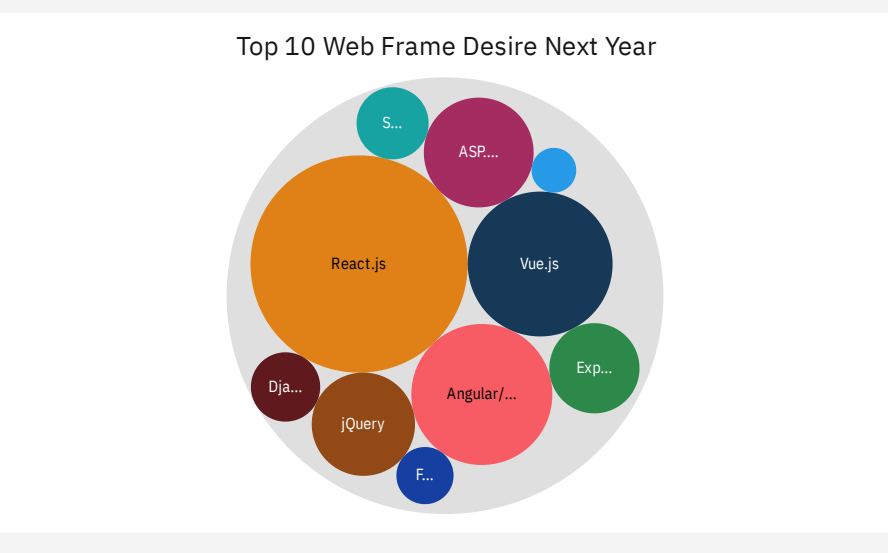 Top 10 Web Frame Desire Next Year
S...
ASP....
React.js
Vue.js
Exp...
Dja...
Angular/...
jQuery
F...